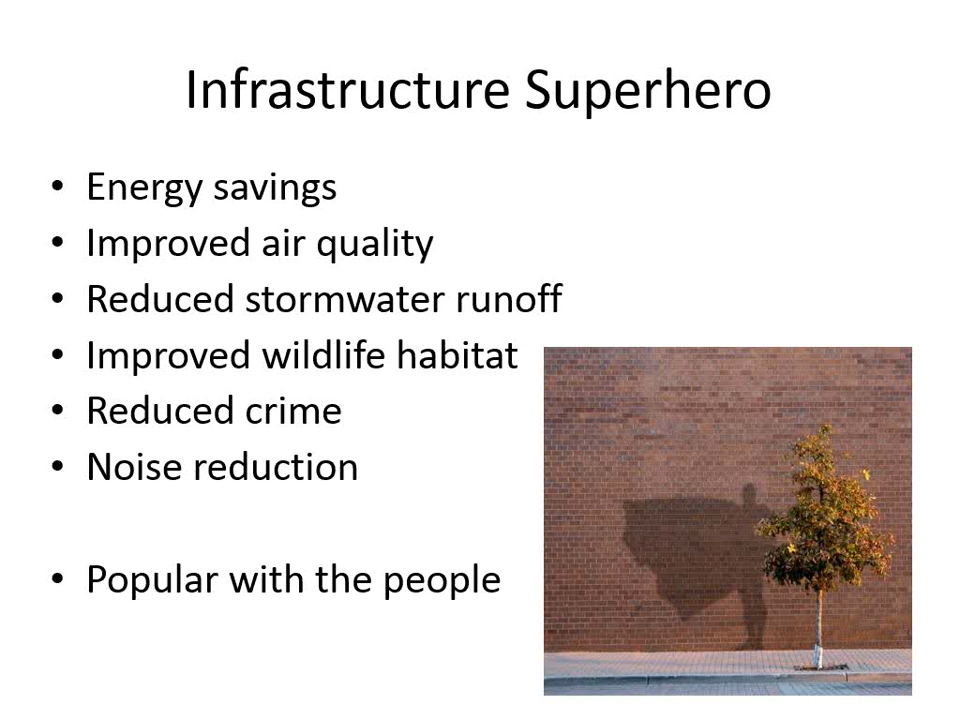 Infrastructure Superhero
• Energy savings
• Improved air quality
• Reduced stormwater runoff
• Improved wildlife habitat
• Reduced crime
• Noise reduction
• Popular with the people